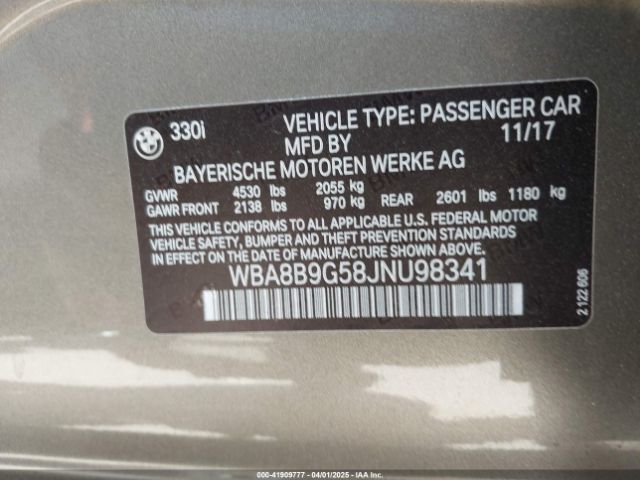 BMW
330i VEHICLE TYPE: PASSENGER CAR
MFD BY 11/17
BAYERISCHE MOTOREN WERKE AG
GVWR 4530 lbs 2055 kg
GAWR FRONT 2138 lbs 970 kg REAR 2601 lbs 1180 kg
THIS VEHICLE CONFORMS TO ALL APPLICABLE U.S. FEDERAL MOTOR
VEHICLE SAFETY, BUMPER AND THEFT PREVENTION STANDARDS
IN EFFECT ON THE DATE OF MANUFACTURE SHOWN ABOVE.
WBA8B9G58JNU98341
2 122 606
000-41909777 - 04/01/2025 - IAAI.COM